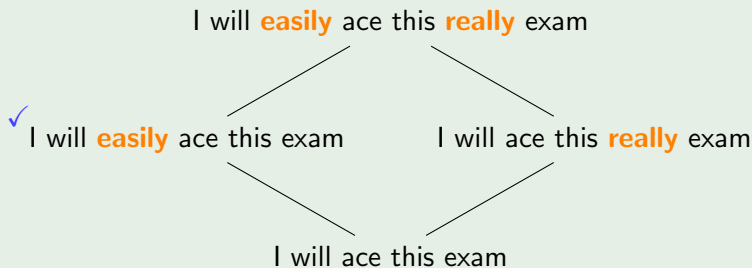 I will easily ace this really exam
✓
I will easily ace this exam
I will ace this really exam
I will ace this exam